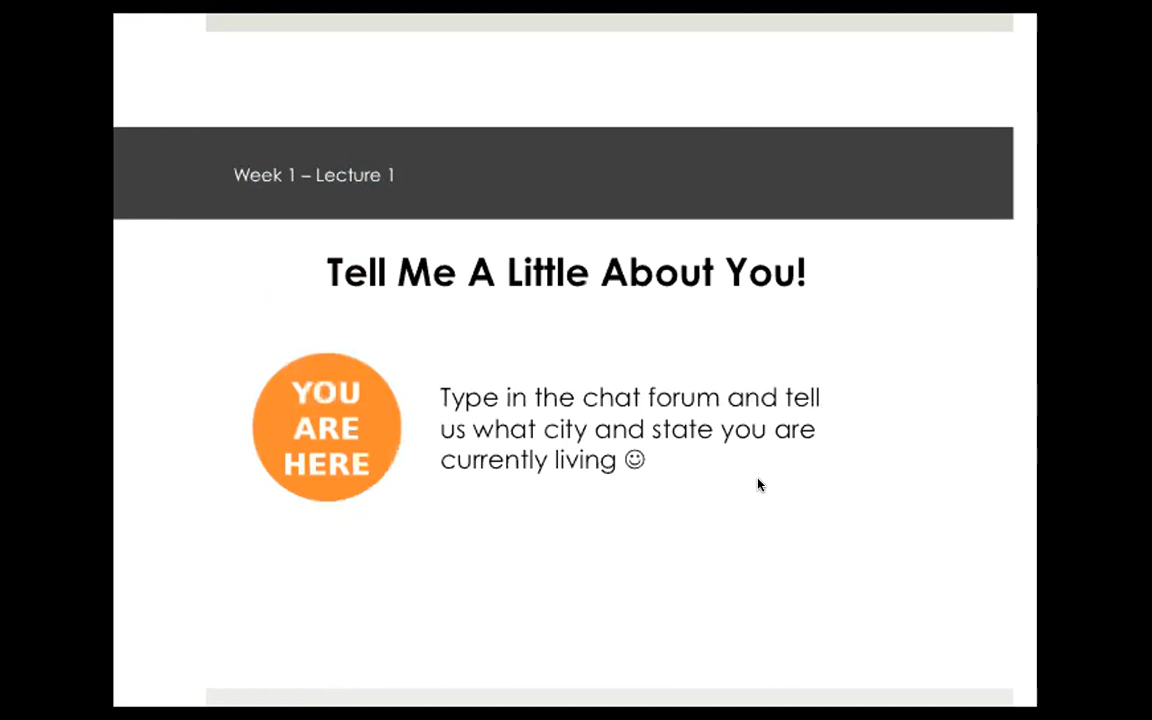 Week 1 – Lecture 1
Tell Me A Little About You!
YOU
ARE
HERE
Type in the chat forum and tell
us what city and state you are
currently living ☺